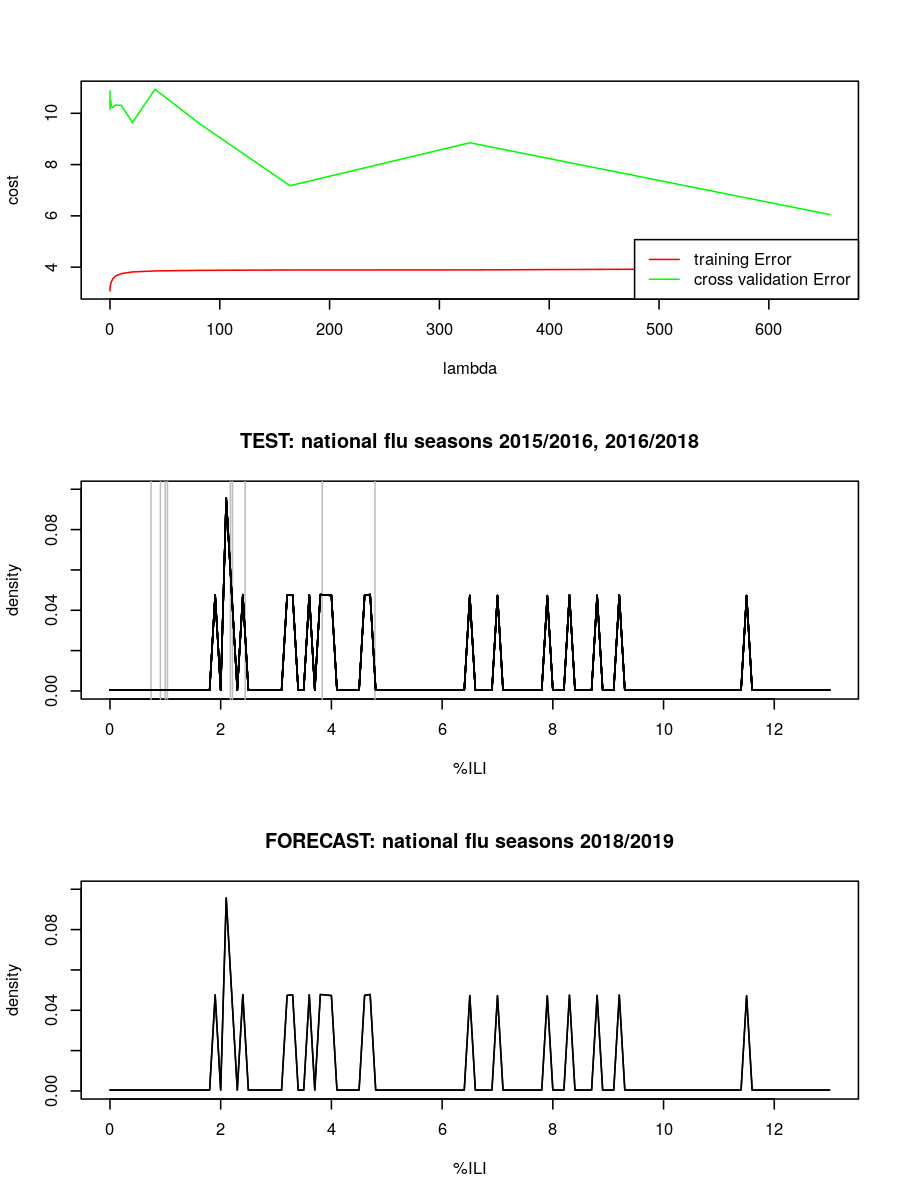 10
8
6
4
cost
training Error
cross validation Error
0 100 200 300 400 500 600
lambda
TEST: national flu seasons 2015/2016, 2016/2018
0.08
0.04
0.00
density
0 2 4 6 8 10 12
%ILI
FORECAST: national flu seasons 2018/2019
0.08
0.04
0.00
density
0 2 4 6 8 10 12
%ILI